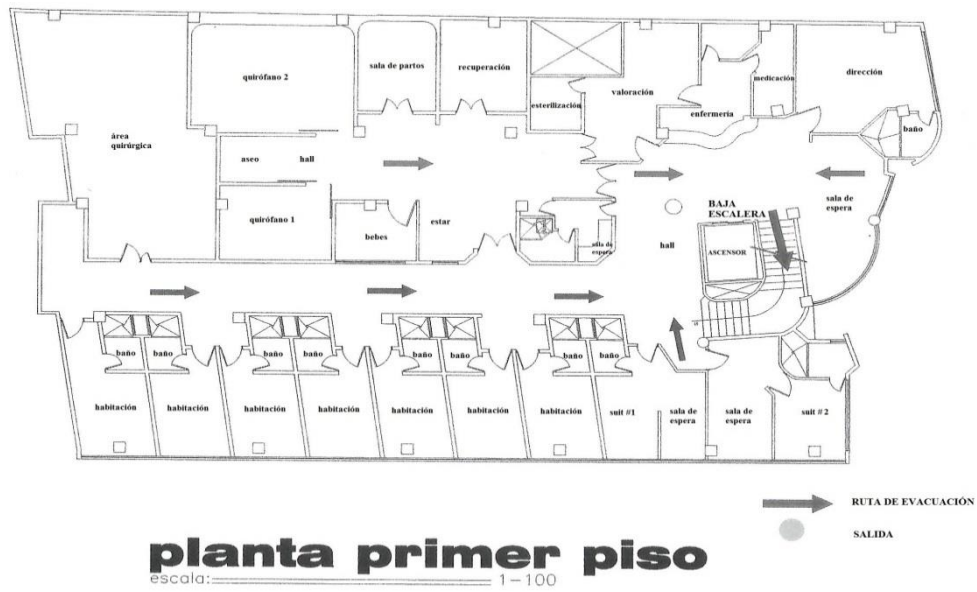 quirófano 2
sala de partos
recuperación
esterilización
valoración
medicación
dirección
enfermería
baño
área
quirúrgica
aseo
hall
quirófano 1
bebes
estar
sala de
espera
hall
BAJA
ESCALERA
ASCENSOR
sala de
espera
baño
baño
baño
baño
baño
baño
baño
baño
habitación
habitación
habitación
habitación
habitación
habitación
habitación
suit #1
sala de
espera
sala de
espera
suit # 2
RUTA DE EVACUACIÓN
SALIDA
planta primer piso
escala: 1-100